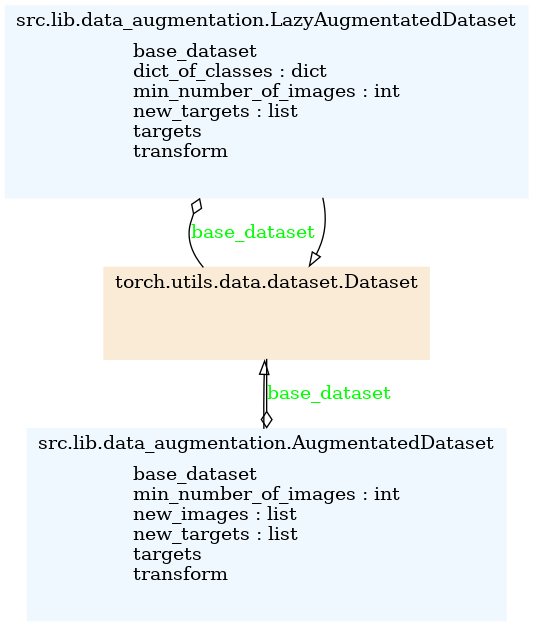 src.lib.data_augmentation.LazyAugmentatedDataset
base_dataset
dict_of_classes : dict
min_number_of_images : int
new_targets : list
targets
transform
base_dataset
torch.utils.data.dataset.Dataset
base_dataset
src.lib.data_augmentation.AugmentatedDataset
base_dataset
min_number_of_images : int
new_images : list
new_targets : list
targets
transform